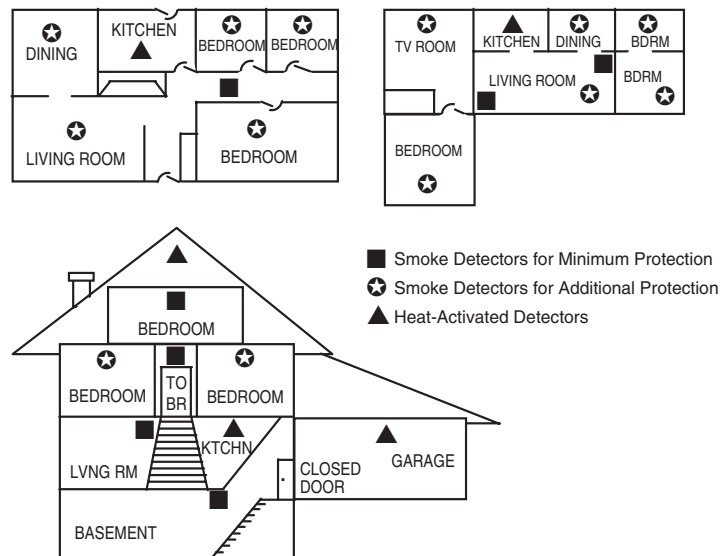 DINING
KITCHEN
BEDROOM
BEDROOM
LIVING ROOM
BEDROOM
TV ROOM
KITCHEN
DINING
BDRM
LIVING ROOM
BDRM
BEDROOM
Smoke Detectors for Minimum Protection
Smoke Detectors for Additional Protection
Heat-Activated Detectors
BEDROOM
BEDROOM
TO
BR
BEDROOM
LVNG RM
KTCHN
CLOSED
DOOR
GARAGE
BASEMENT